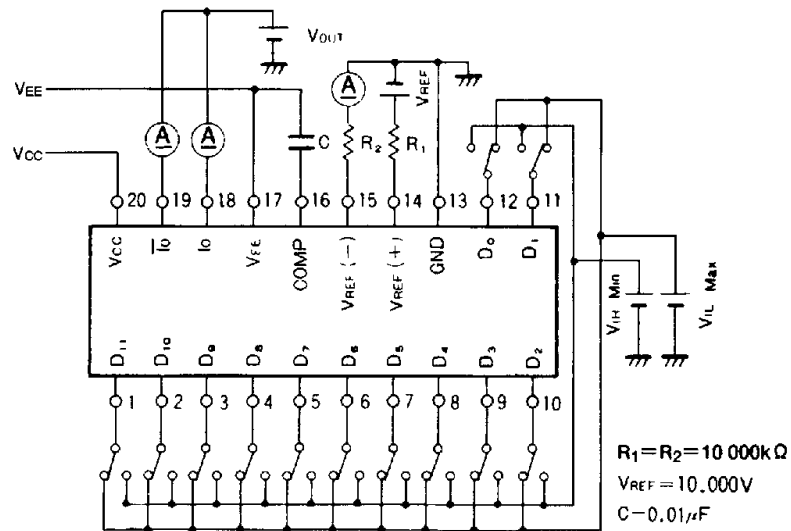 VOUT
VEE
VCC
A
A
A
C
R2
R1
VREF
20 19 18 17 16 15 14 13 12 11
VCC
I̅O̅
IO
VEE
COMP
VREF (−)
VREF (+)
GND
D0
D1
VIH Min
VIL Max
D11 D10 D9 D8 D7 D6 D5 D4 D3 D2
1 2 3 4 5 6 7 8 9 10
R1=R2=10 000kΩ
VREF=10.000V
C−0.01μF